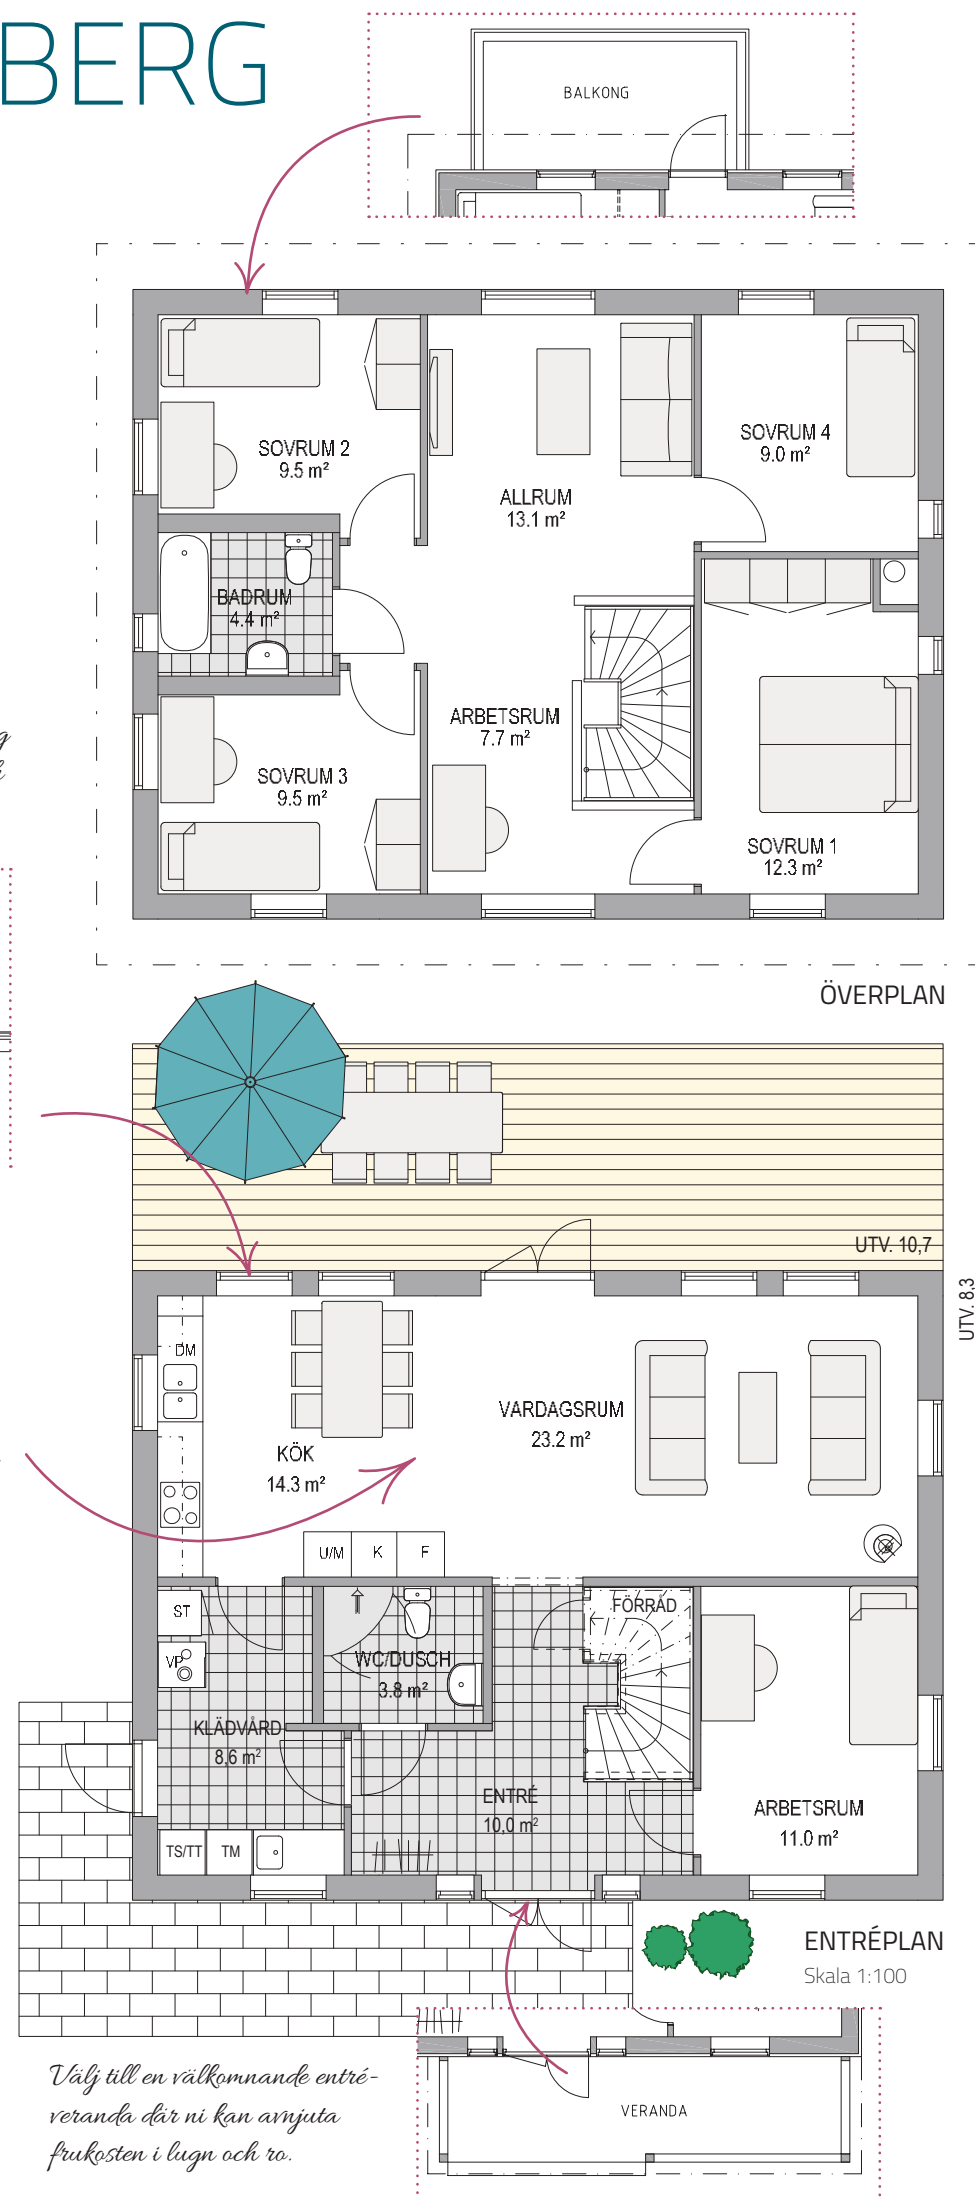 BERG
BALKONG
SOVRUM 2
9.5 m²
ALLRUM
13.1 m²
SOVRUM 4
9.0 m²
BADRUM
4.4 m²
ARBETSRUM
7.7 m²
SOVRUM 3
9.5 m²
SOVRUM 1
12.3 m²
ÖVERPLAN
UTV. 10,7
UTV. 8,3
DM
KÖK
14.3 m²
VARDAGSRUM
23.2 m²
U/M K F
ST
VP
WC/DUSCH
3.8 m²
FÖRRÅD
KLÄDVÅRD
8,6 m²
ENTRÉ
10,0 m²
ARBETSRUM
11.0 m²
TS/TT TM
ENTRÉPLAN
Skala 1:100
Välj till en välkomnande entré-
veranda där ni kan avnjuta
frukosten i lugn och ro.
VERANDA